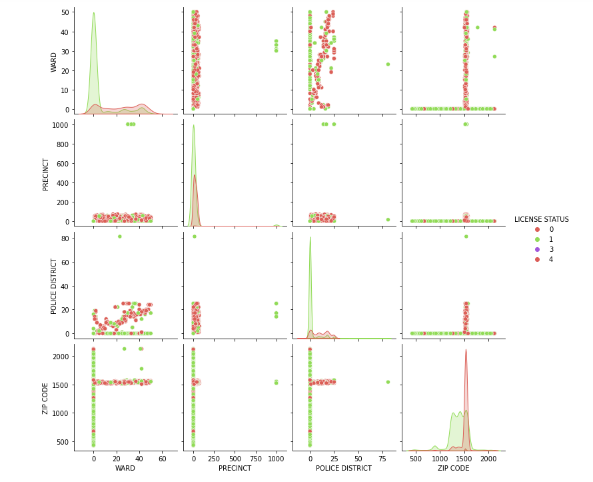 WARD
50
40
30
20
10
0
PRECINCT
1000
800
600
400
200
0
POLICE DISTRICT
80
60
40
20
0
ZIP CODE
2000
1500
1000
500
0 20 40 60
WARD
0 250 500 750 1000
PRECINCT
0 25 50 75
POLICE DISTRICT
500 1000 1500 2000
ZIP CODE
LICENSE STATUS
0
1
3
4